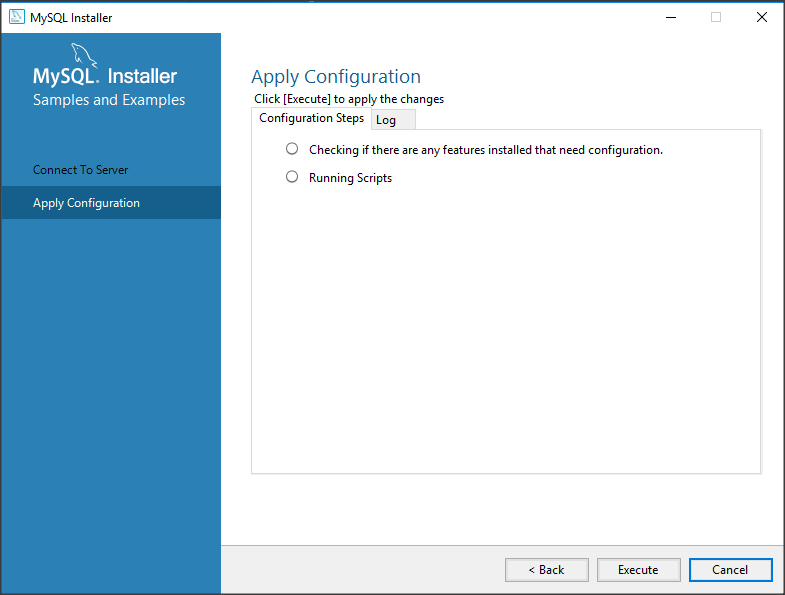 MySQL Installer
MySQL. Installer
Samples and Examples
Connect To Server
Apply Configuration
Apply Configuration
Click [Execute] to apply the changes
Configuration Steps
Log
Checking if there are any features installed that need configuration.
Running Scripts
< Back
Execute
Cancel